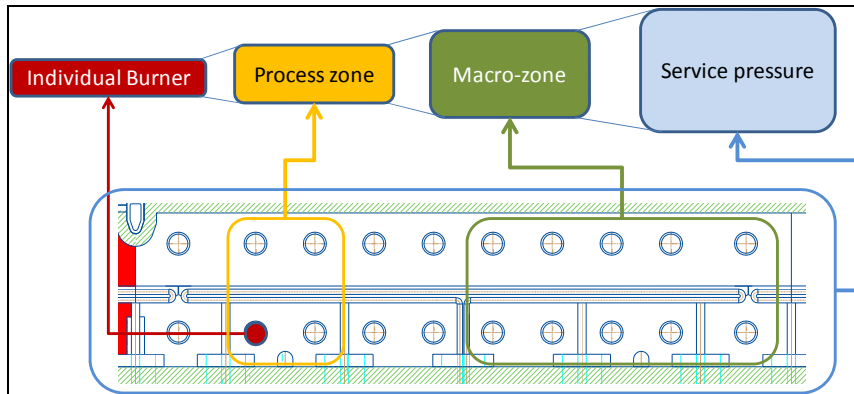 Individual Burner
Process zone
Macro-zone
Service pressure